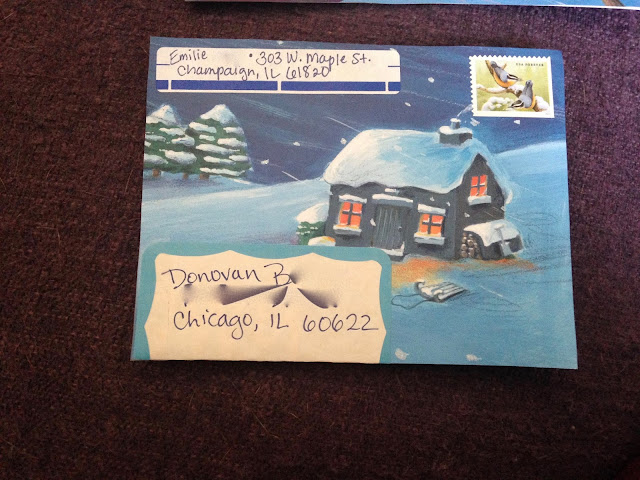 Emilie • 303 W. Maple St.
Champaign, IL 61820
Donovan B
Chicago, IL 60622